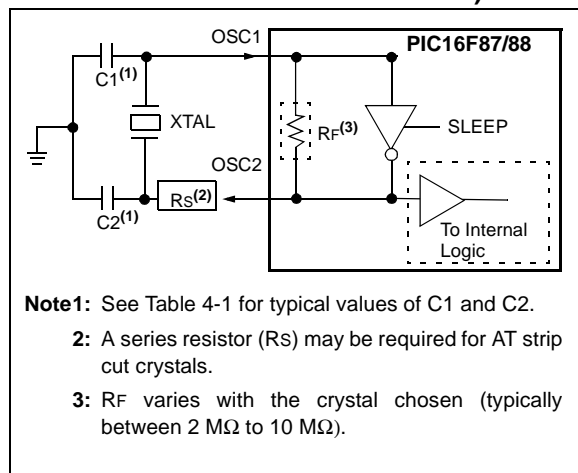 OSC1
PIC16F87/88
C1(1)
XTAL
RF(3)
SLEEP
OSC2
RS(2)
C2(1)
To Internal
Logic
Note1: See Table 4-1 for typical values of C1 and C2.
2: A series resistor (RS) may be required for AT strip
cut crystals.
3: RF varies with the crystal chosen (typically
between 2 MΩ to 10 MΩ).